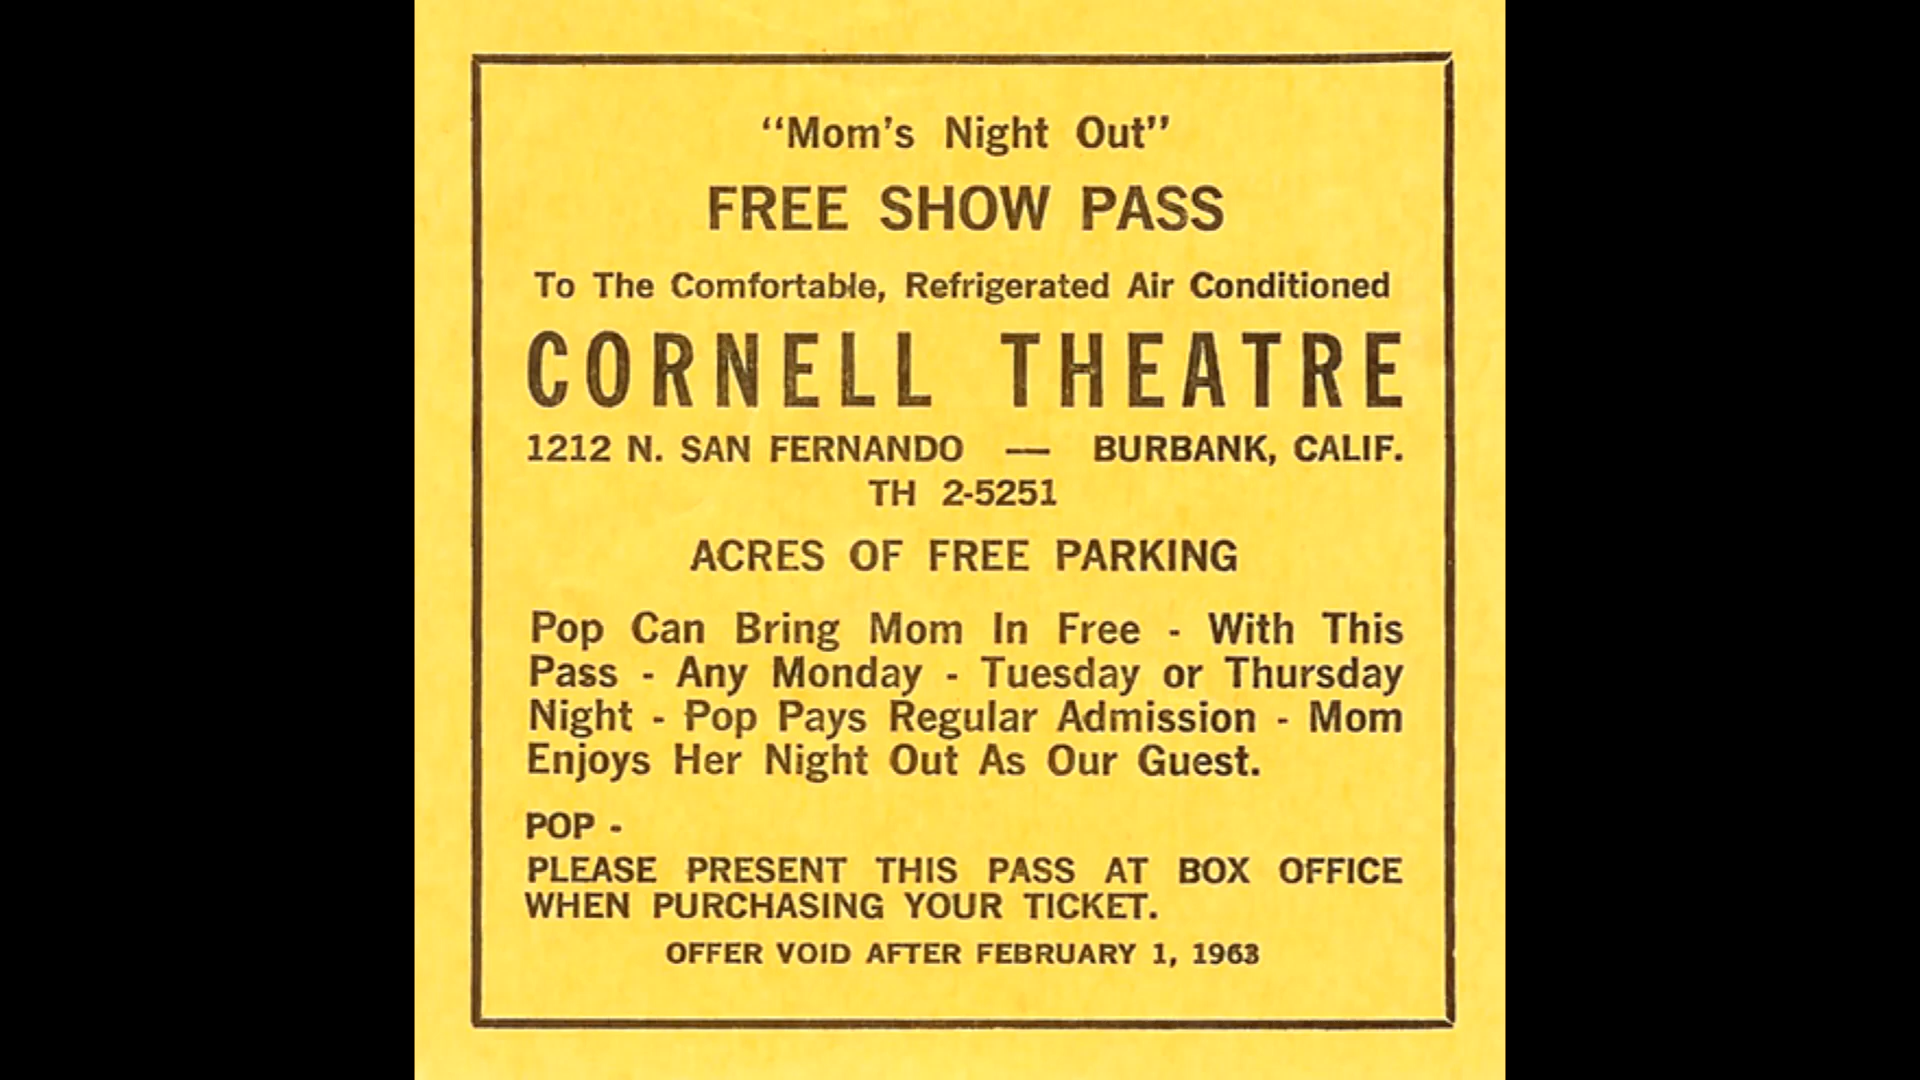 “Mom’s Night Out”
FREE SHOW PASS
To The Comfortable, Refrigerated Air Conditioned
CORNELL THEATRE
1212 N. SAN FERNANDO — BURBANK, CALIF.
TH 2-5251
ACRES OF FREE PARKING
Pop Can Bring Mom In Free - With This
Pass - Any Monday - Tuesday or Thursday
Night - Pop Pays Regular Admission - Mom
Enjoys Her Night Out As Our Guest.
POP -
PLEASE PRESENT THIS PASS AT BOX OFFICE
WHEN PURCHASING YOUR TICKET.
OFFER VOID AFTER FEBRUARY 1, 1963